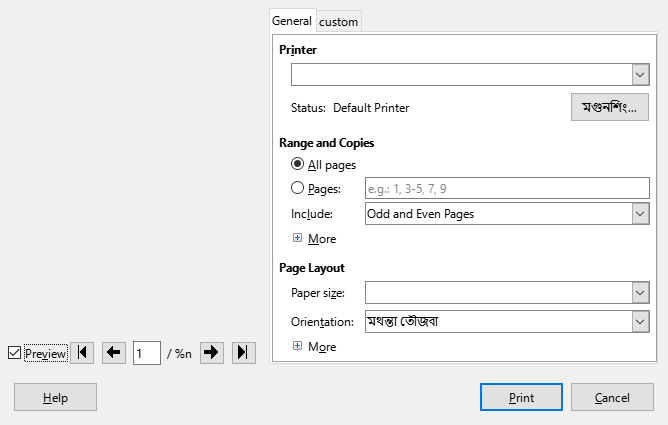 General custom
Printer
Status: Default Printer মগুনশিং...
Range and Copies
All pages
Pages: e.g.: 1, 3-5, 7, 9
Include: Odd and Even Pages
More
Page Layout
Paper size:
Orientation: মথন্তা তৌজবা
More
Preview 1 / %n
Help Print Cancel